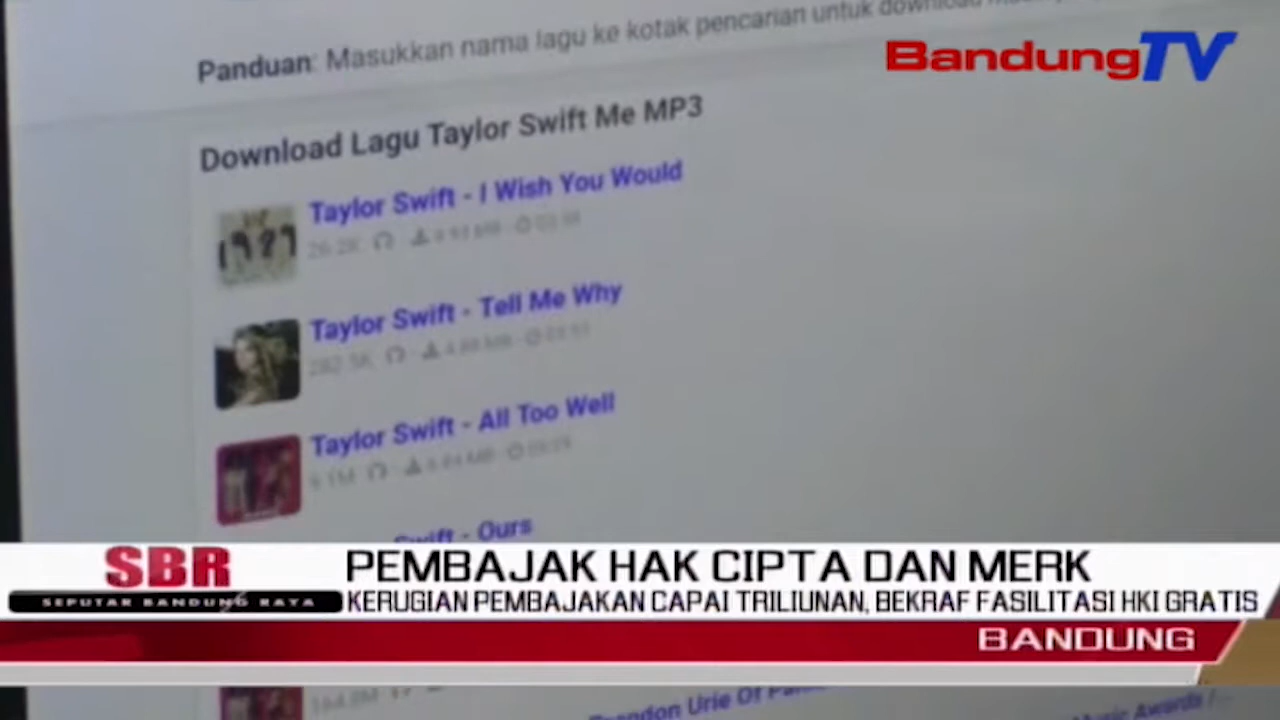 Panduan: Masukkan nama lagu ke kotak pencarian untuk download
BandungTV
Download Lagu Taylor Swift Me MP3
Taylor Swift - I Wish You Would
Taylor Swift - Tell Me Why
Taylor Swift - All Too Well
Swift - Ours
SBR
SEPUTAR BANDUNG RAYA
PEMBAJAK HAK CIPTA DAN MERK
KERUGIAN PEMBAJAKAN CAPAI TRILIUNAN, BEKRAF FASILITASI HKI GRATIS
BANDUNG
Urie Of
Music Awards